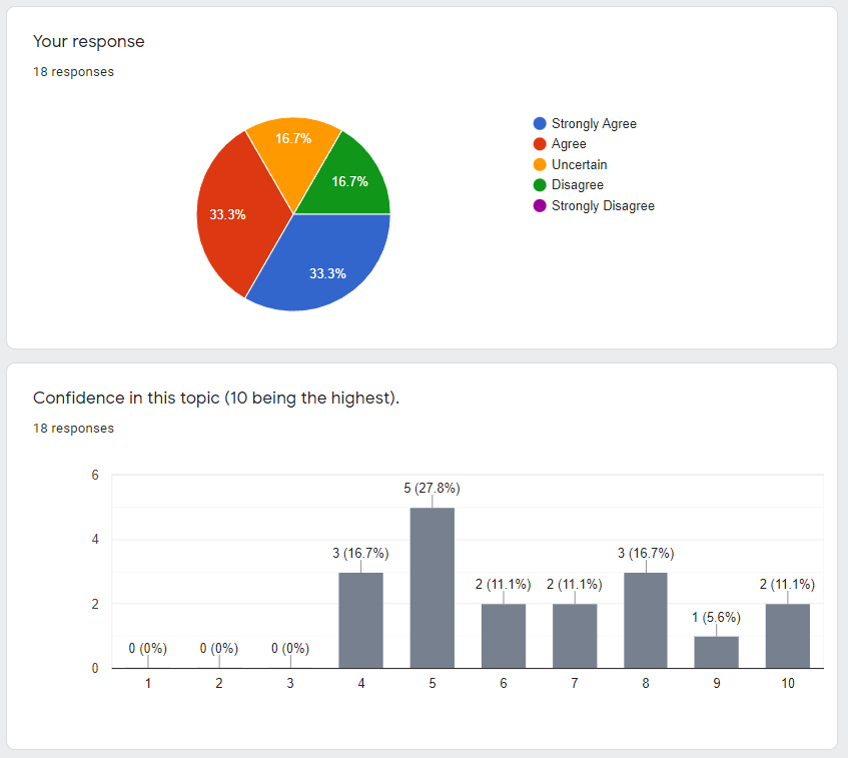 Your response
18 responses
16.7%
16.7%
33.3%
33.3%
Strongly Agree
Agree
Uncertain
Disagree
Strongly Disagree
Confidence in this topic (10 being the highest).
18 responses
6
4
2
0
0 (0%)
0 (0%)
0 (0%)
3 (16.7%)
5 (27.8%)
2 (11.1%)
2 (11.1%)
3 (16.7%)
1 (5.6%)
2 (11.1%)
1 2 3 4 5 6 7 8 9 10